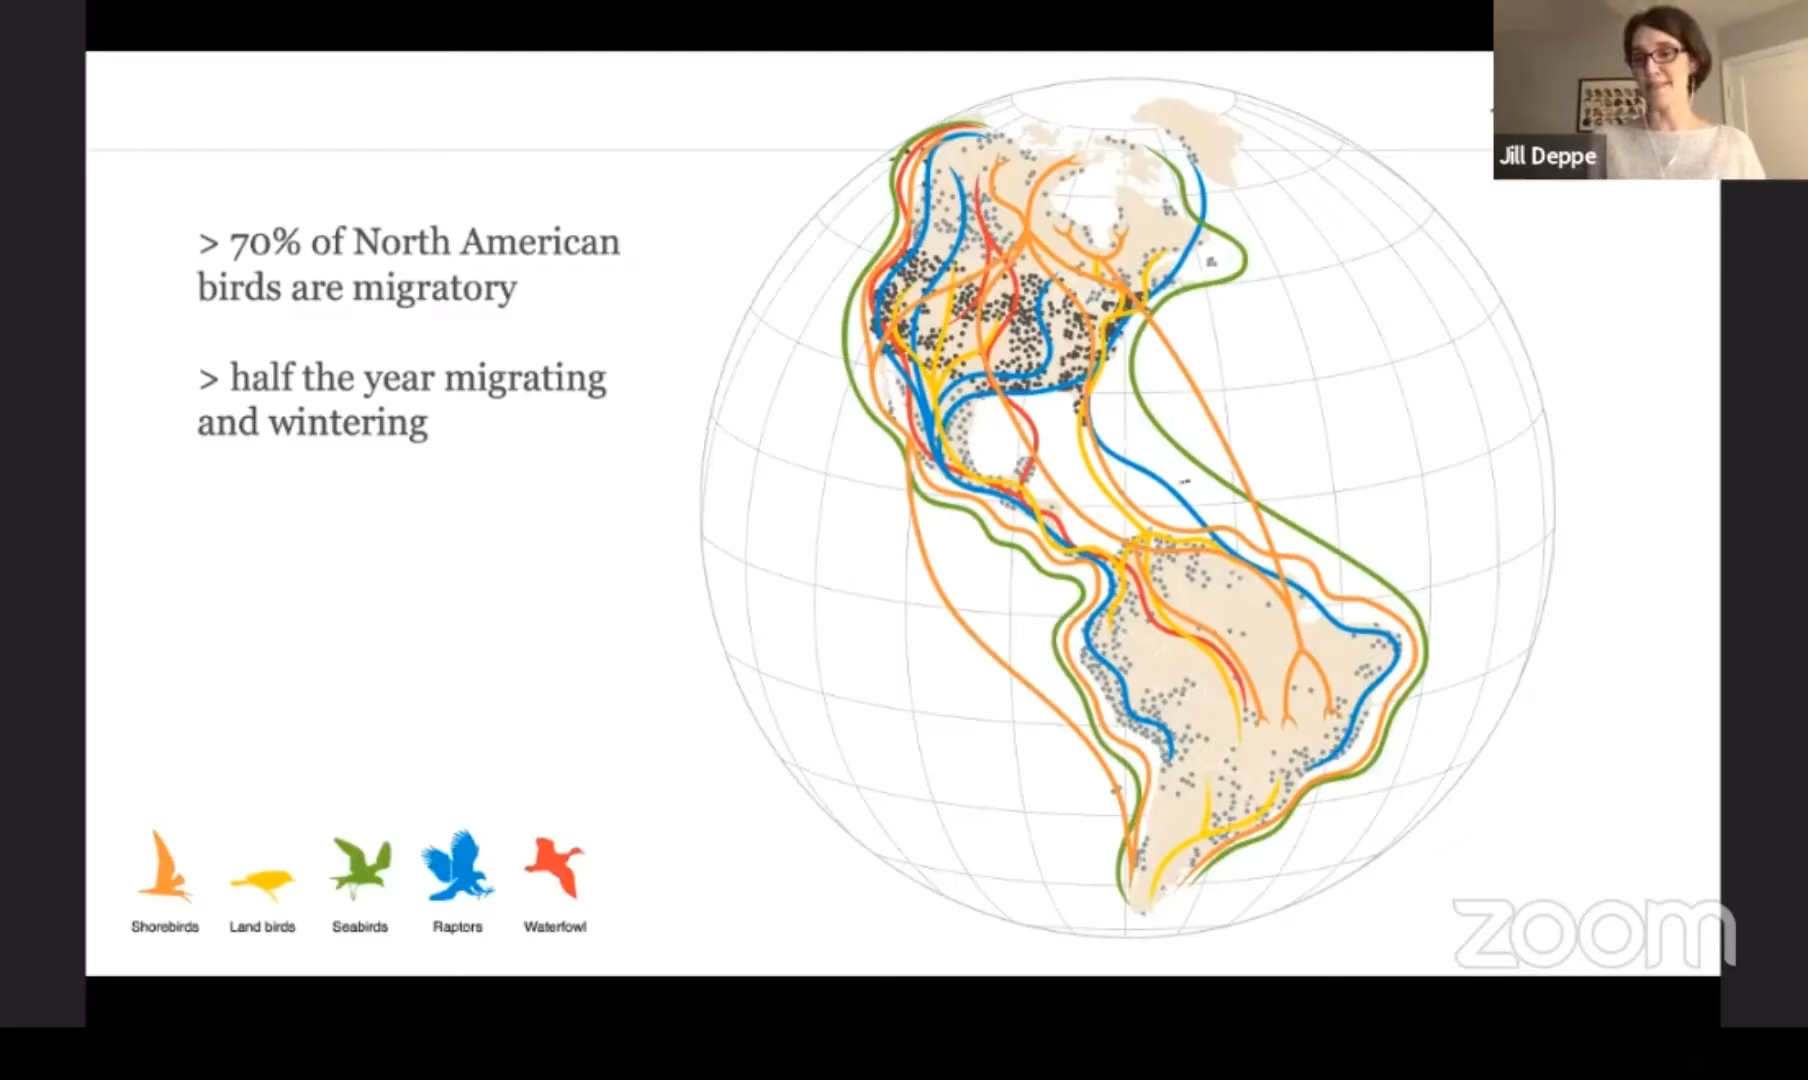 Jill Deppe
> 70% of North American
birds are migratory
> half the year migrating
and wintering
Shorebirds
Land birds
Seabirds
Raptors
Waterfowl
zoom